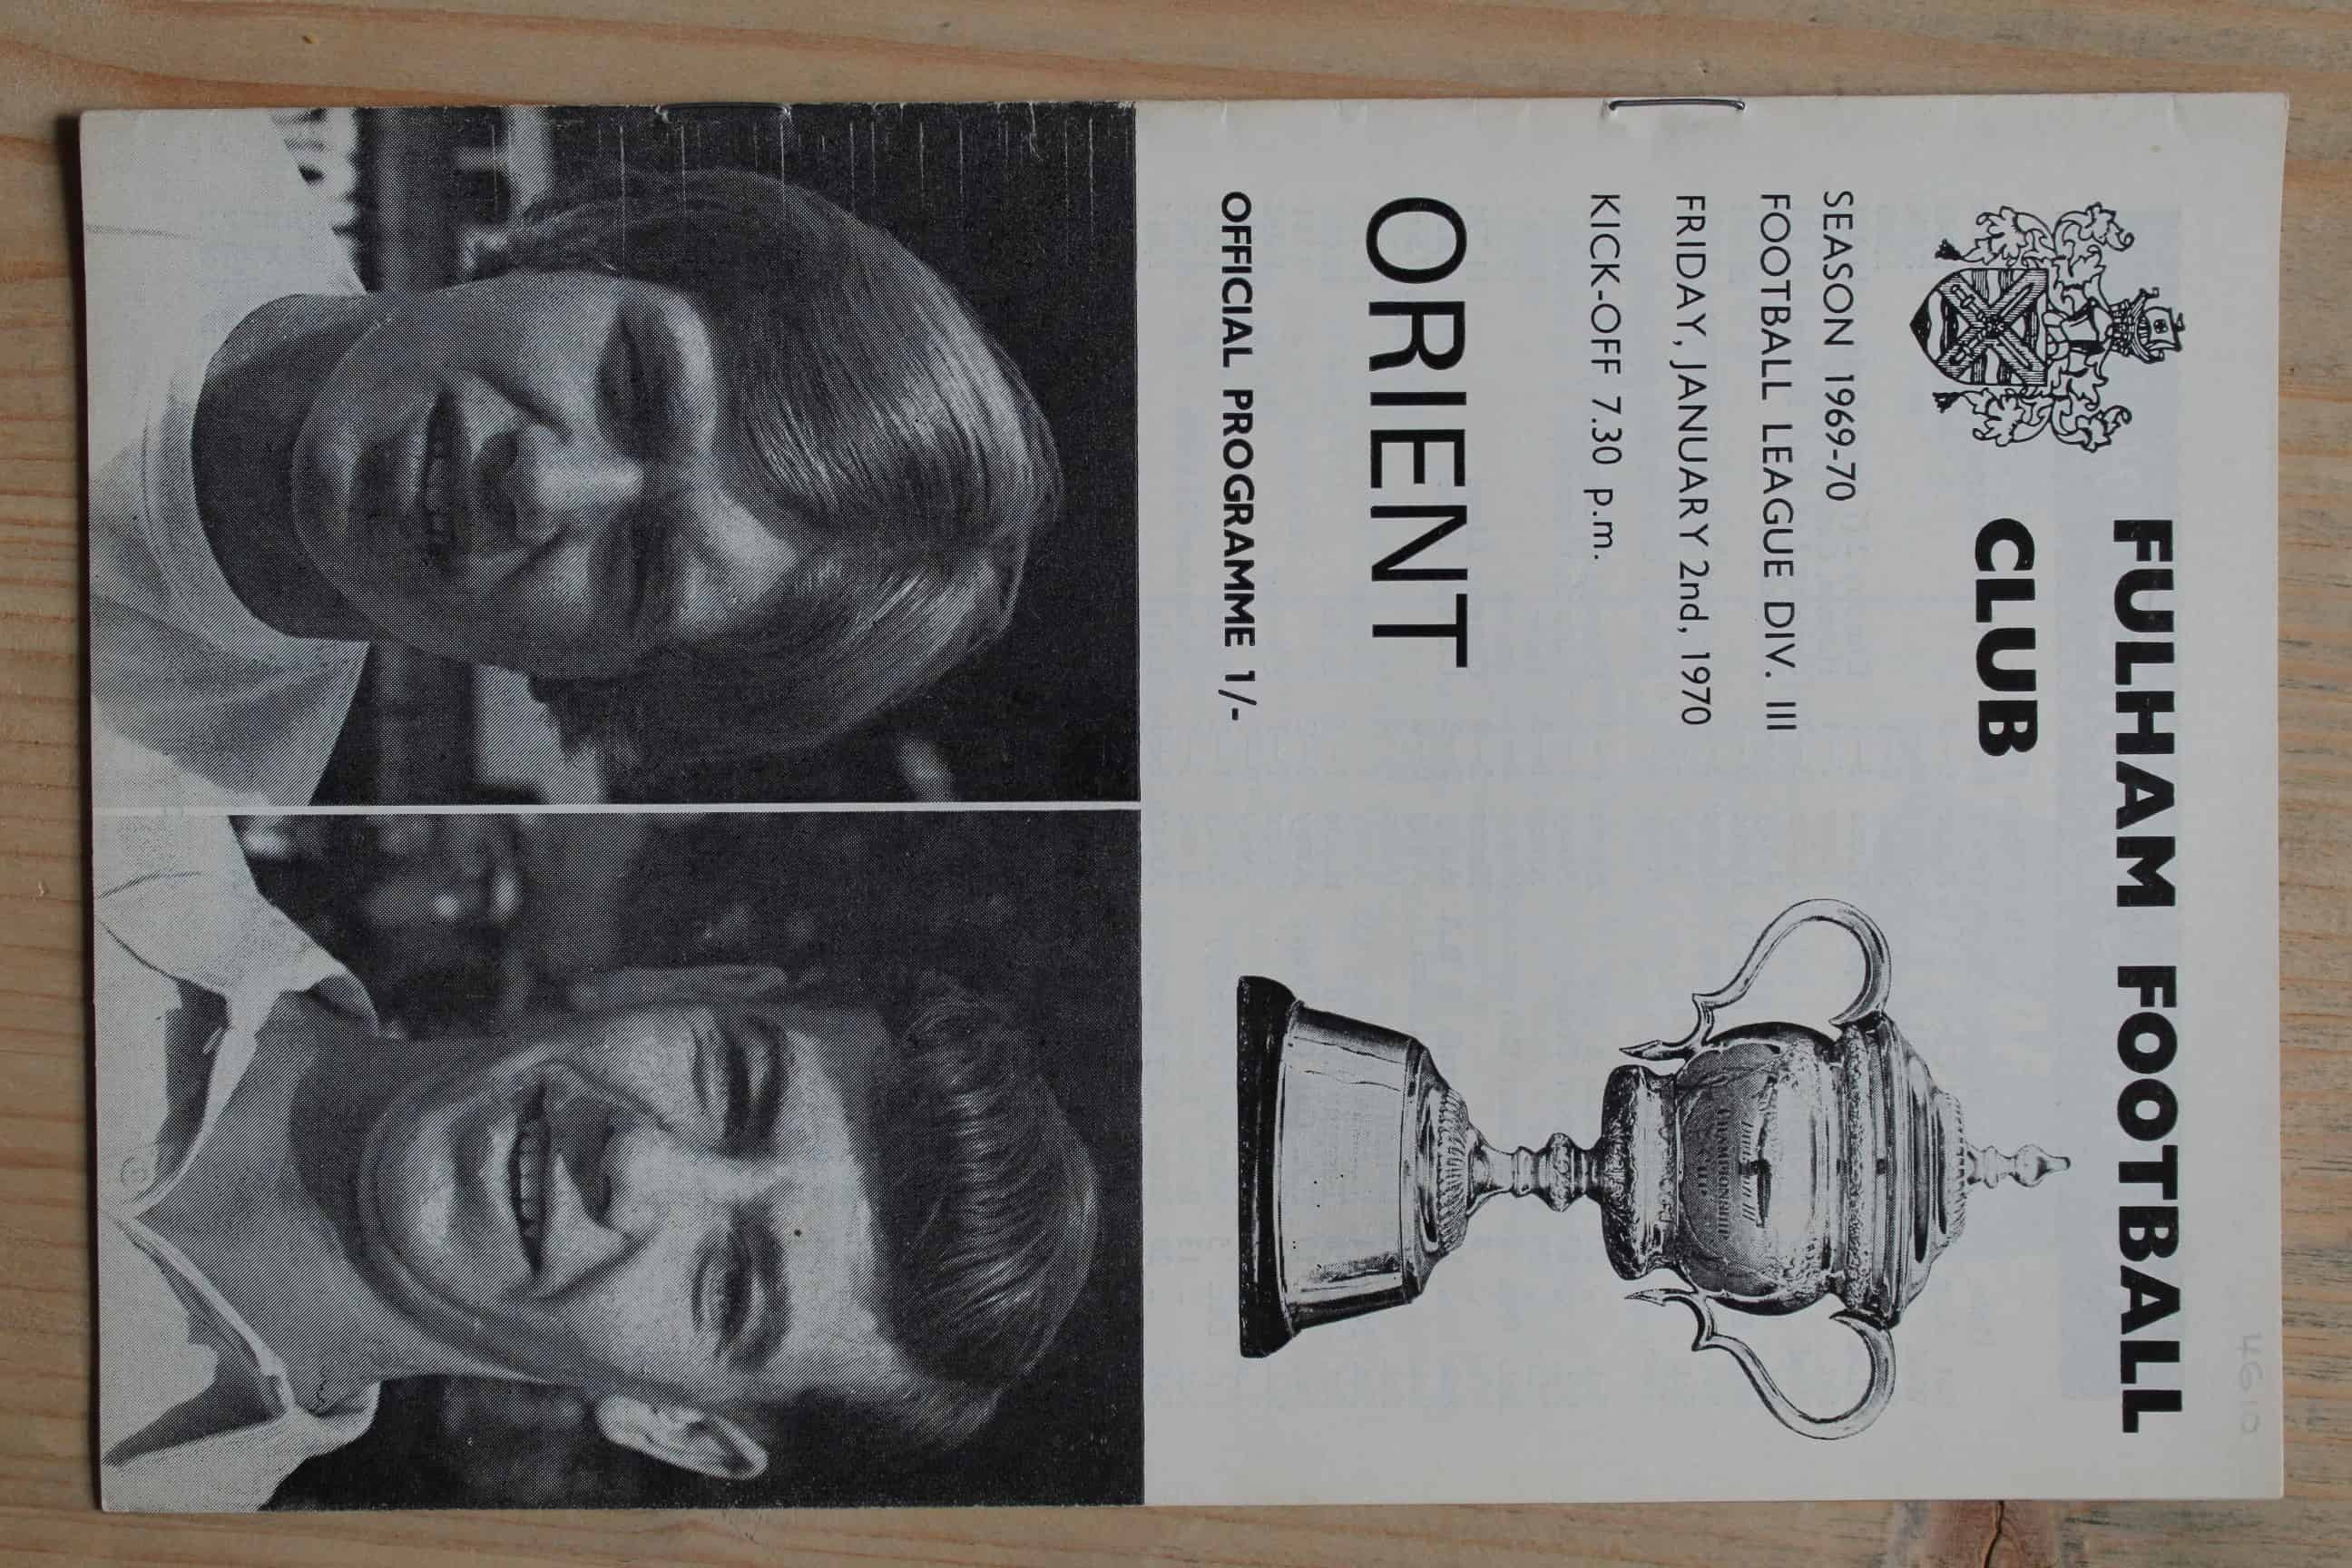 FULHAM FOOTBALL
CLUB
SEASON 1969-70
FOOTBALL LEAGUE DIV. III
FRIDAY, JANUARY 2nd, 1970
KICK-OFF 7.30 p.m.
ORIENT
OFFICIAL PROGRAMME 1/-
CHAMPIONSHIP